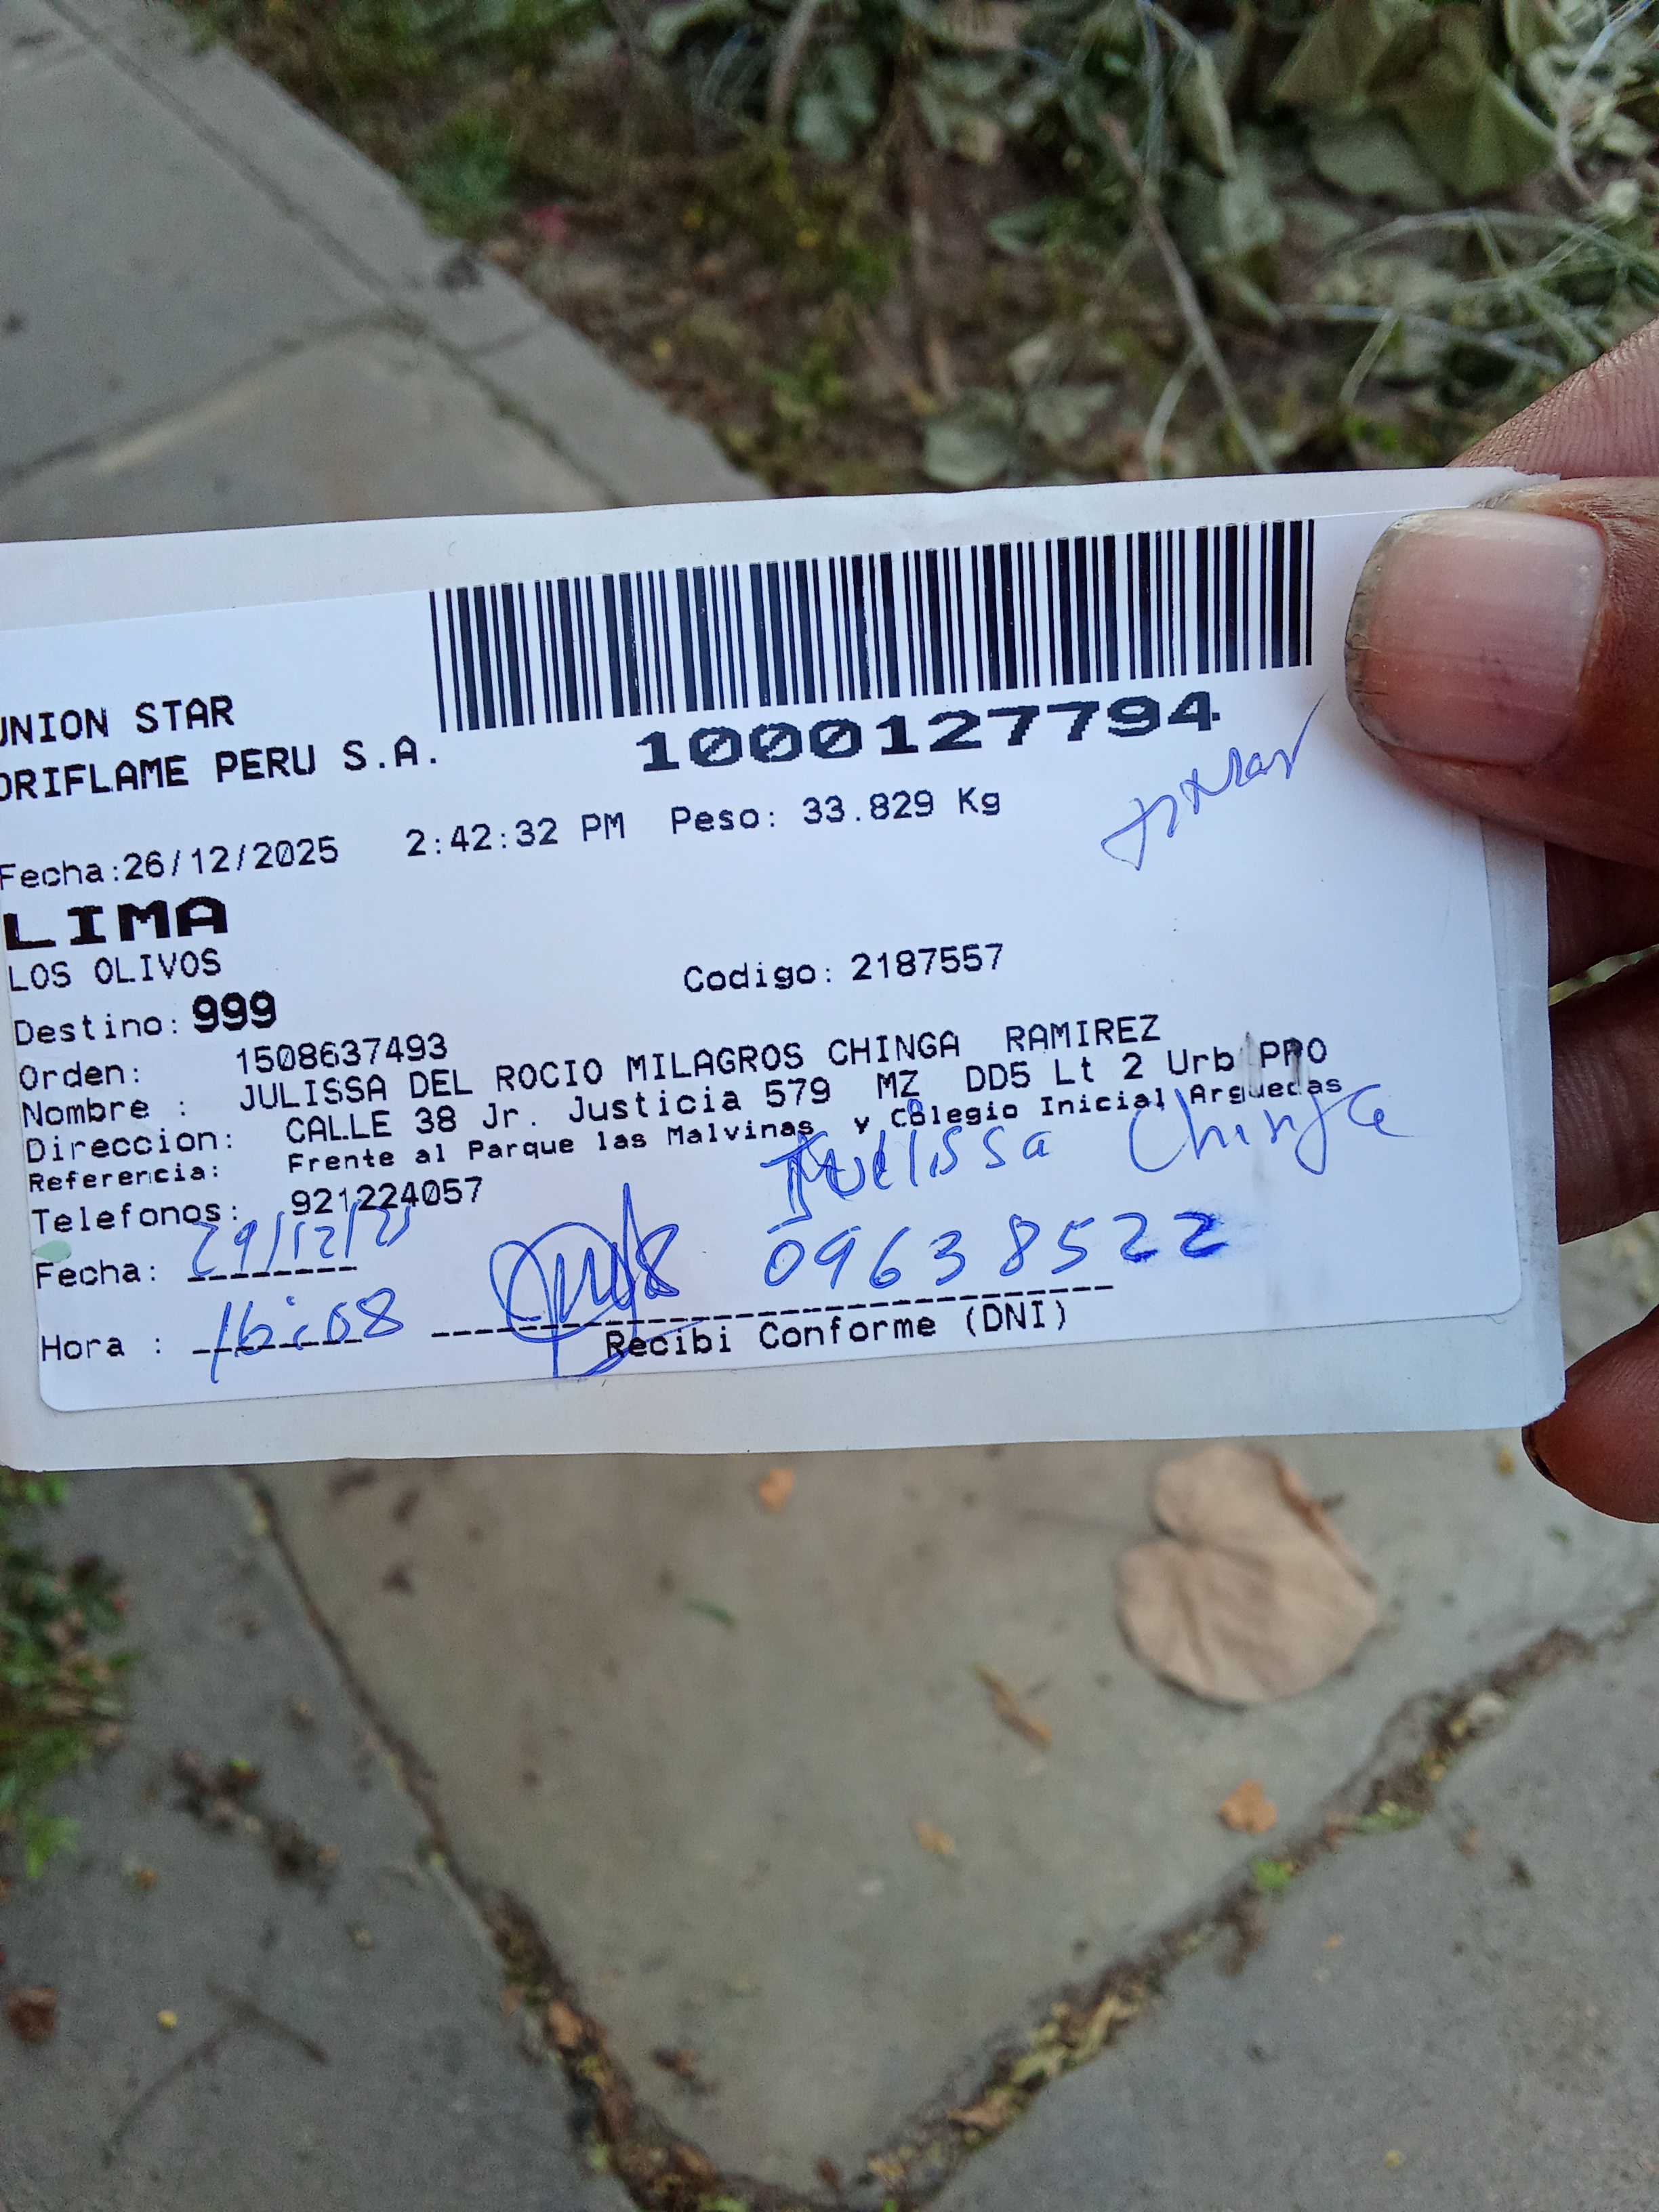 UNION STAR
ORIFLAME PERU S.A.
1000127794
Fecha:26/12/2025 2:42:32 PM Peso: 33.829 Kg
LIMA
LOS OLIVOS
Destino: 999 Codigo: 2187557
Orden: 1508637493
Nombre : JULISSA DEL ROCIO MILAGROS CHINGA RAMIREZ
Direccion: CALLE 38 Jr. Justicia 579 MZ DD5 Lt 2 Urb PRO
Referencia: Frente al Parque las Malvinas y Colegio Inicial Arguedas
Telefonos: 921224057
Julissa Chinga
Fecha: 29/12/25
09638522
Hora : 16:08
Recibi Conforme (DNI)